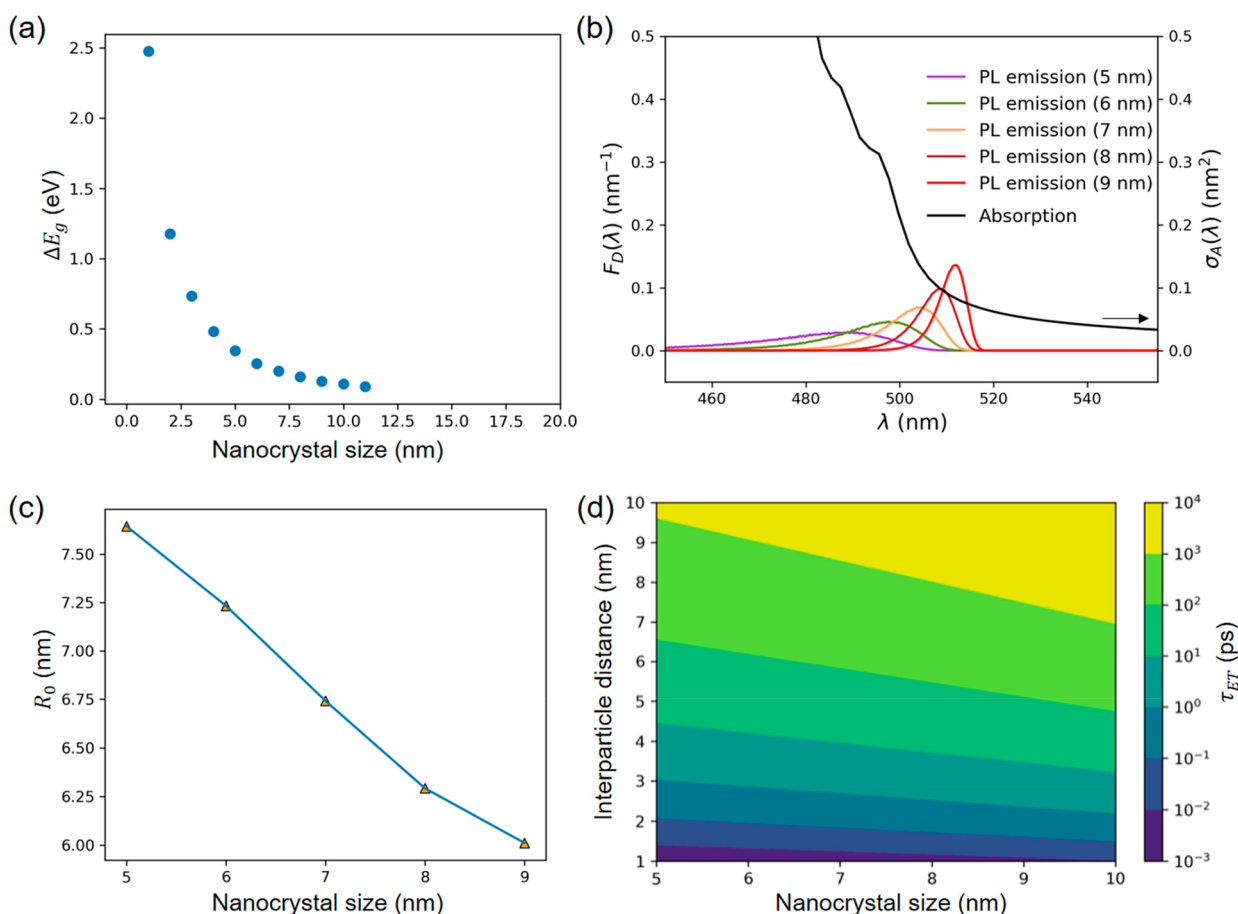 (a)
2.5
2.0
1.5
1.0
0.5
0.0
ΔE_g (eV)
0.0 2.5 5.0 7.5 10.0 12.5 15.0 17.5 20.0
Nanocrystal size (nm)
(b)
0.5
0.4
0.3
0.2
0.1
0.0
F_D(λ) (nm⁻¹)
PL emission (5 nm)
PL emission (6 nm)
PL emission (7 nm)
PL emission (8 nm)
PL emission (9 nm)
Absorption
0.5
0.4
0.3
0.2
0.1
0.0
σ_A(λ) (nm²)
460 480 500 520 540
λ (nm)
(c)
7.50
7.25
7.00
6.75
6.50
6.25
6.00
R₀ (nm)
5 6 7 8 9
Nanocrystal size (nm)
(d)
10
9
8
7
6
5
4
3
2
1
Interparticle distance (nm)
5 6 7 8 9 10
Nanocrystal size (nm)
10⁴
10³
10²
10¹
10⁰
10⁻¹
10⁻²
10⁻³
τ_ET (ps)